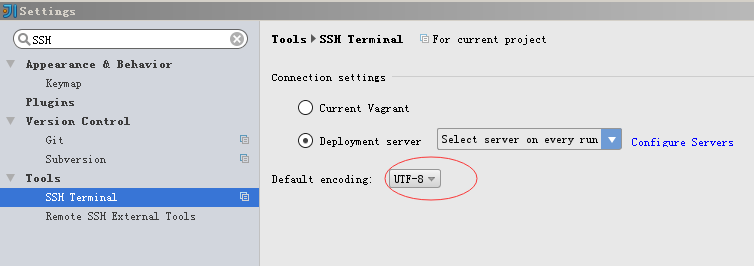 Settings
SSH
Appearance & Behavior
Keymap
Plugins
Version Control
Git
Subversion
Tools
SSH Terminal
Remote SSH External Tools
Tools ▶ SSH Terminal For current project
Connection settings
Current Vagrant
Deployment server Select server on every run Configure Servers
Default encoding: UTF-8